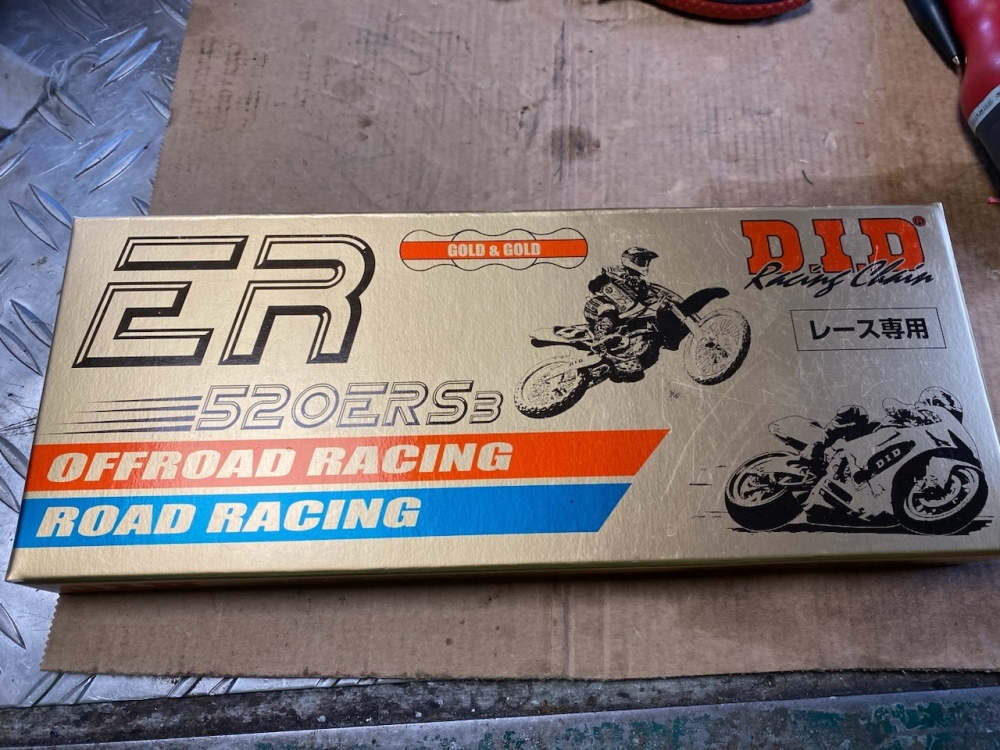 ER
GOLD & GOLD
D.I.D®
Racing Chain
レース専用
520ERS3
OFFROAD RACING
ROAD RACING
D.I.D